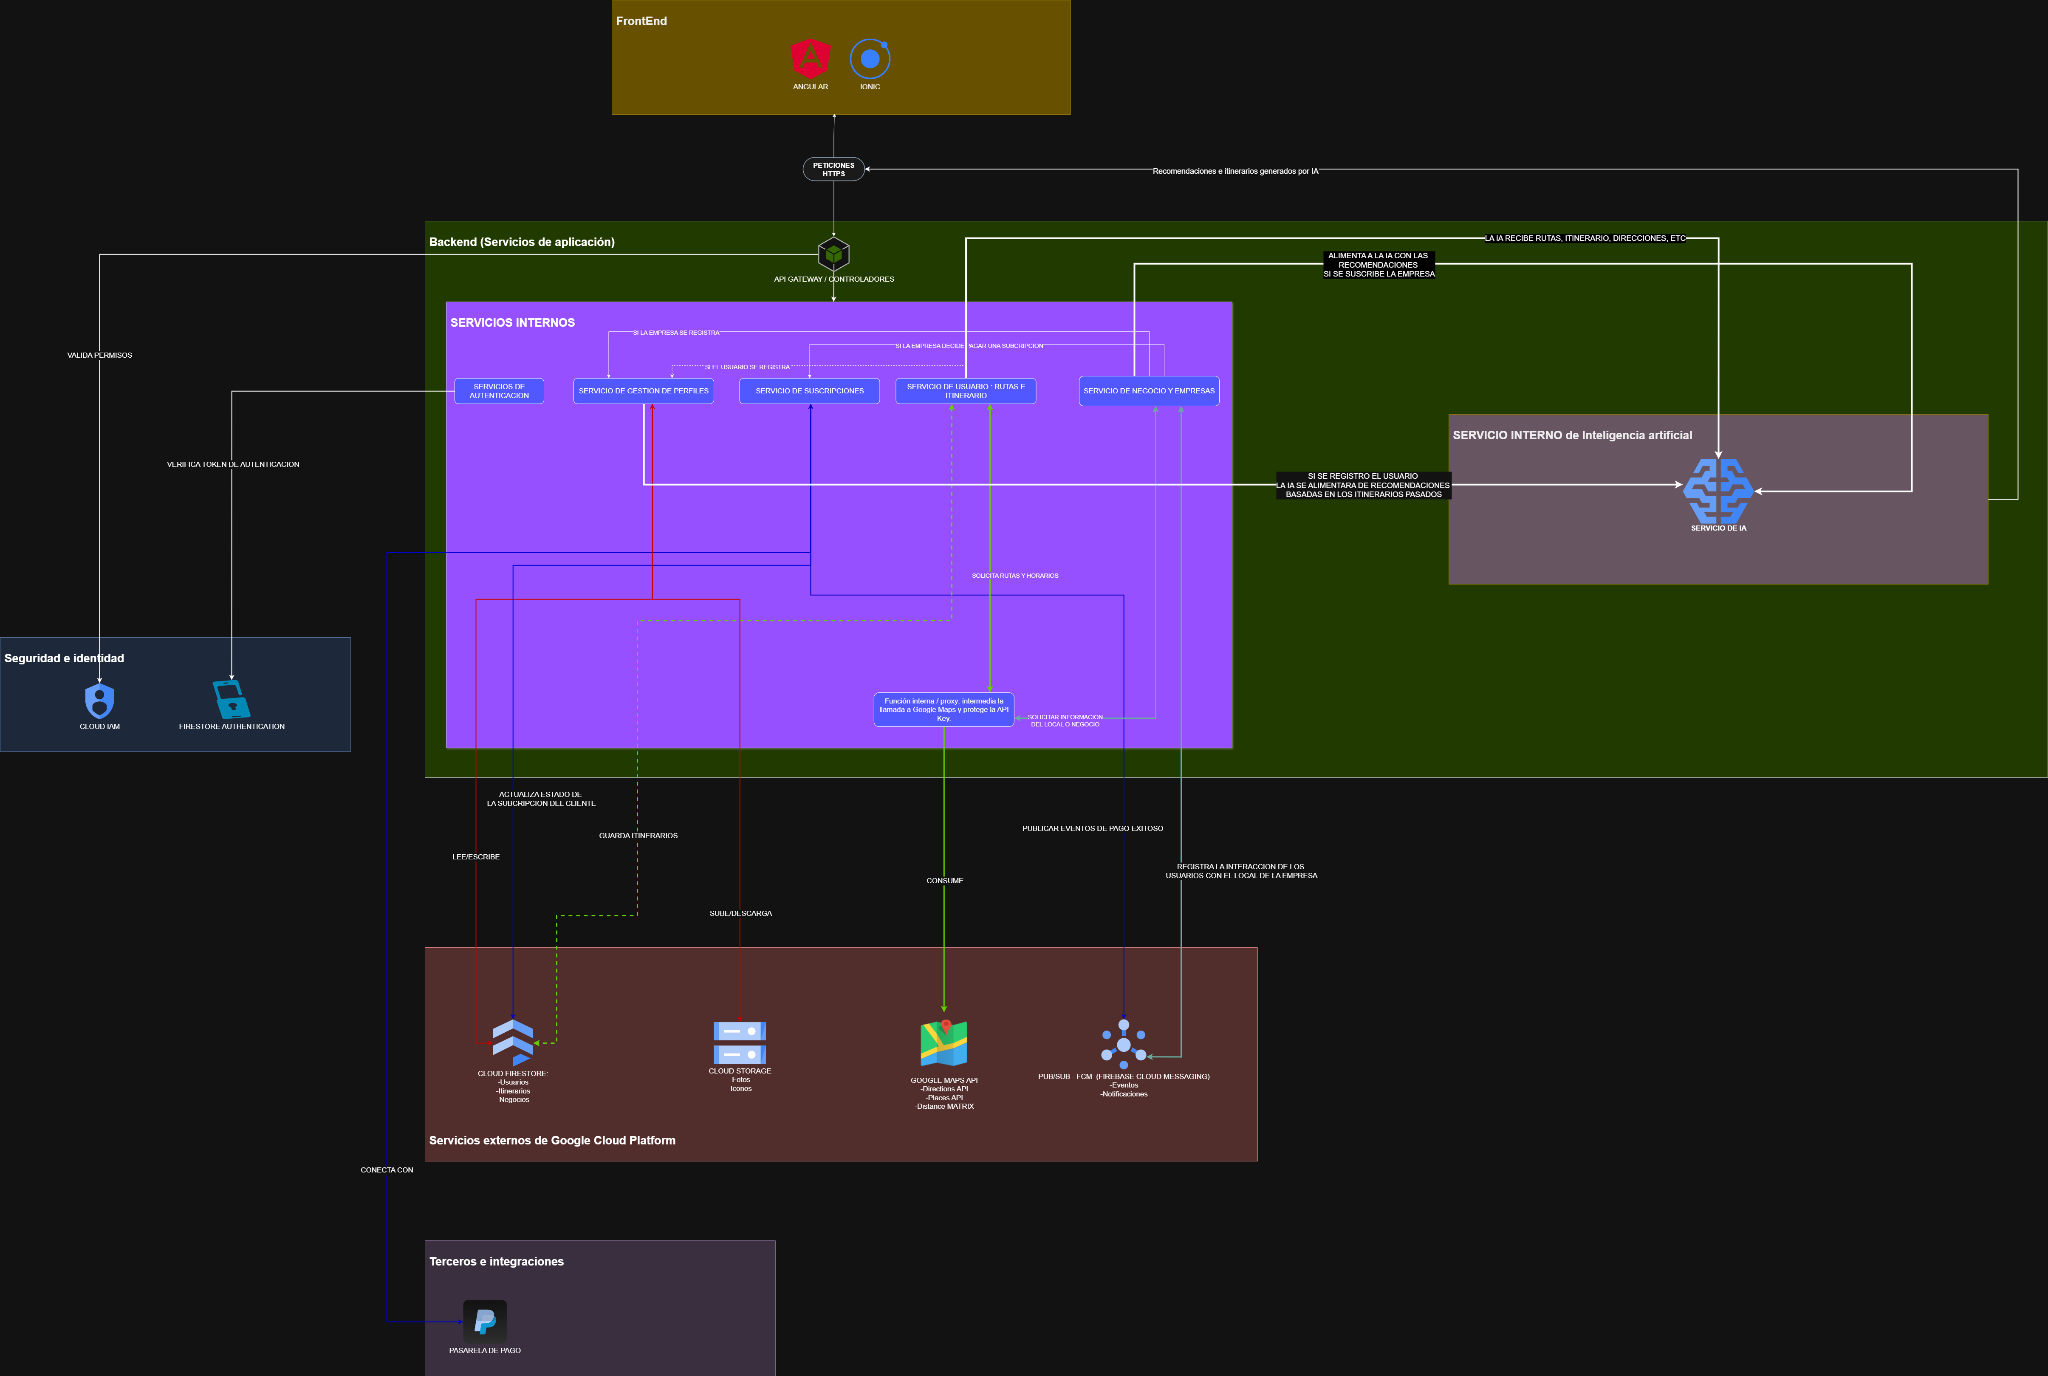 FrontEnd
ANGULAR
IONIC
PETICIONES
HTTPS
Recomendaciones e itinerarios generados por IA
Backend (Servicios de aplicación)
API GATEWAY / CONTROLADORES
LA IA RECIBE RUTAS, ITINERARIO, DIRECCIONES, ETC
ALIMENTA A LA IA CON LAS
RECOMENDACIONES
SI SE SUSCRIBE LA EMPRESA
SERVICIOS INTERNOS
SI LA EMPRESA SE REGISTRA
SI LA EMPRESA DECIDE PAGAR UNA SUBCRIPCION
SI EL USUARIO SE REGISTRA
VALIDA PERMISOS
SERVICIOS DE
AUTENTICACION
SERVICIO DE GESTION DE PERFILES
SERVICIO DE SUSCRIPCIONES
SERVICIO DE USUARIO : RUTAS E
ITINERARIO
SERVICIO DE NEGOCIO Y EMPRESAS
SERVICIO INTERNO de Inteligencia artificial
VERIFICA TOKEN DE AUTENTICACION
SI SE REGISTRO EL USUARIO
LA IA SE ALIMENTARA DE RECOMENDACIONES
BASADAS EN LOS ITINERARIOS PASADOS
SERVICIO DE IA
SOLICITA RUTAS Y HORARIOS
Seguridad e identidad
CLOUD IAM
FIRESTORE AUTHENTICATION
Función interna / proxy: intermedia la
llamada a Google Maps y protege la API
Key.
SOLICITAR INFORMACION
DEL LOCAL O NEGOCIO
ACTUALIZA ESTADO DE
LA SUBCRIPCION DEL CLIENTE
GUARDA ITINERARIOS
PUBLICAR EVENTOS DE PAGO EXITOSO
LEE/ESCRIBE
CONSUME
REGISTRA LA INTERACCION DE LOS
USUARIOS CON EL LOCAL DE LA EMPRESA
SUBE/DESCARGA
CLOUD FIRESTORE:
-Usuarios
-Itinerarios
-Negocios
CLOUD STORAGE
-Fotos
-Iconos
GOOGLE MAPS API
-Directions API
-Places API
-Distance MATRIX
PUB/SUB - FCM (FIREBASE CLOUD MESSAGING)
-Eventos
-Notificaciones
Servicios externos de Google Cloud Platform
CONECTA CON
Terceros e integraciones
PASARELA DE PAGO